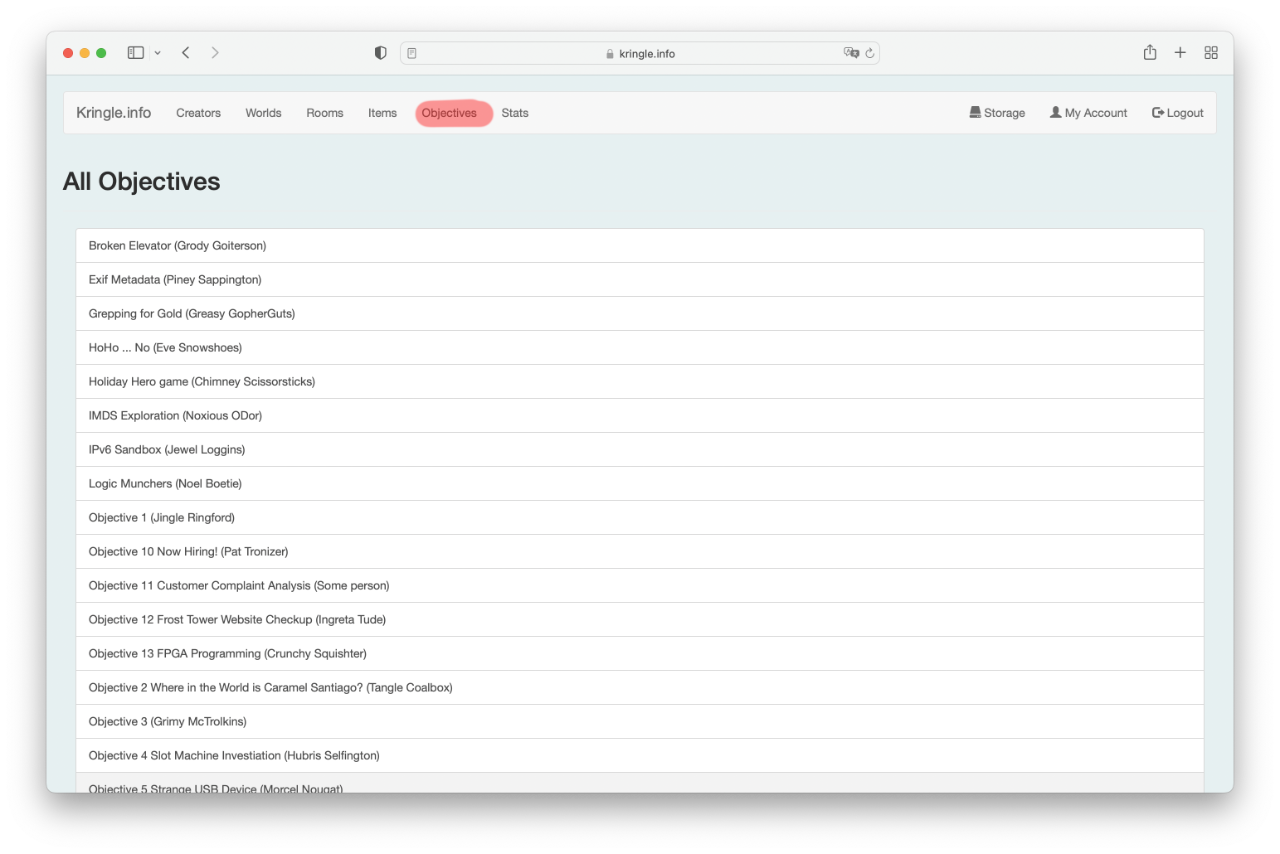 kringle.info
Kringle.info Creators Worlds Rooms Items Objectives Stats Storage My Account Logout
All Objectives
Broken Elevator (Grody Goiterson)
Exif Metadata (Piney Sappington)
Grepping for Gold (Greasy GopherGuts)
HoHo ... No (Eve Snowshoes)
Holiday Hero game (Chimney Scissorsticks)
IMDS Exploration (Noxious ODor)
IPv6 Sandbox (Jewel Loggins)
Logic Munchers (Noel Boetie)
Objective 1 (Jingle Ringford)
Objective 10 Now Hiring! (Pat Tronizer)
Objective 11 Customer Complaint Analysis (Some person)
Objective 12 Frost Tower Website Checkup (Ingreta Tude)
Objective 13 FPGA Programming (Crunchy Squishter)
Objective 2 Where in the World is Caramel Santiago? (Tangle Coalbox)
Objective 3 (Grimy McTrolkins)
Objective 4 Slot Machine Investiation (Hubris Selfington)
Objective 5 Strange USB Device (Morcel Nougat)